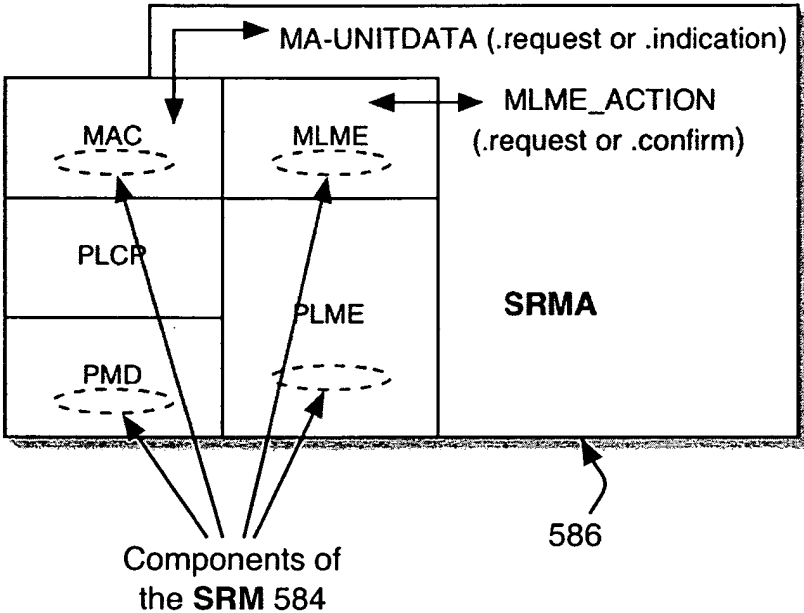 MA-UNITDATA (.request or .indication)
MAC
MLME
MLME_ACTION
(.request or .confirm)
PLCP
PLME
SRMA
PMD
586
Components of
the SRM 584